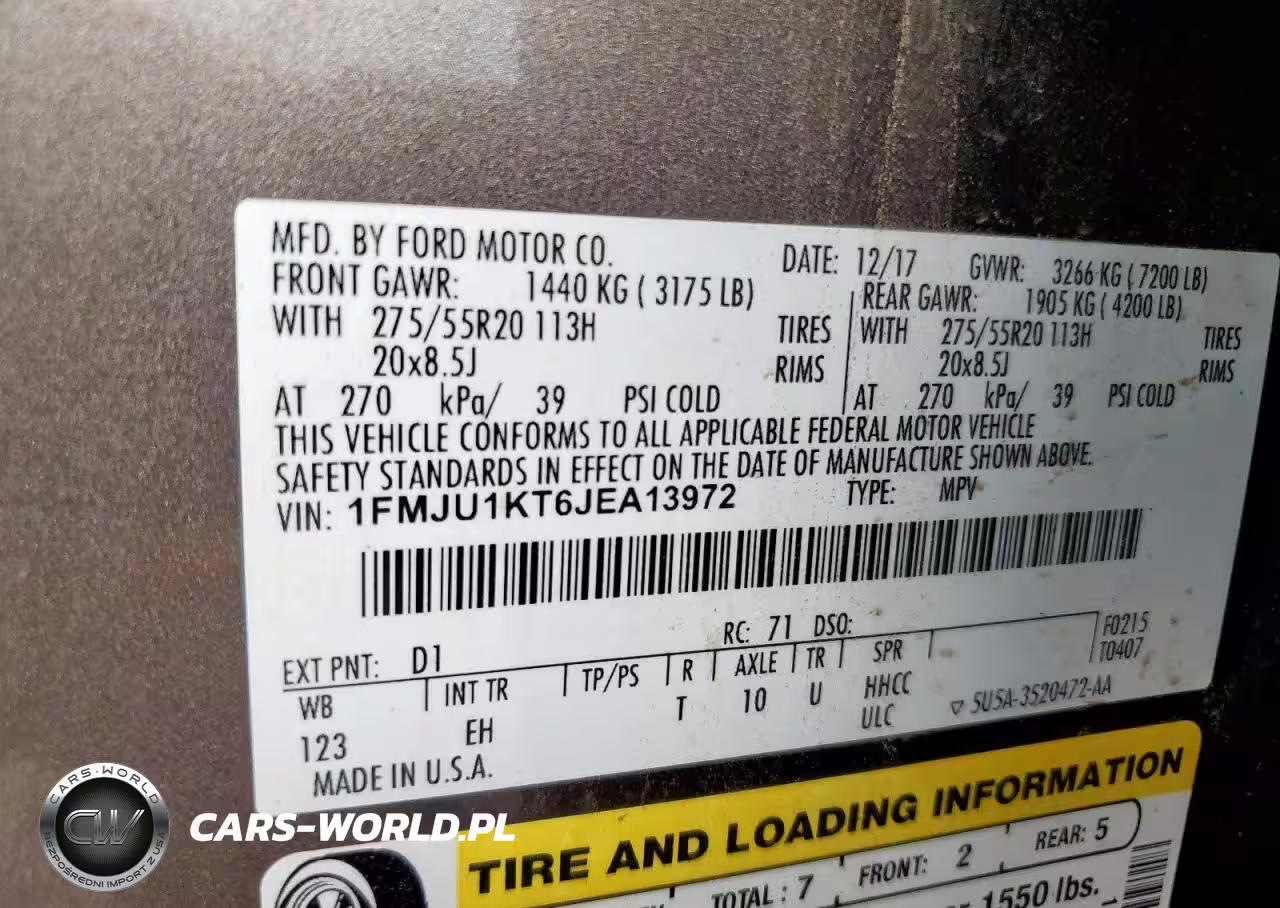 MFD. BY FORD MOTOR CO. DATE: 12/17 GVWR: 3266 KG ( 7200 LB)
FRONT GAWR: 1440 KG ( 3175 LB) REAR GAWR: 1905 KG ( 4200 LB)
WITH 275/55R20 113H TIRES WITH 275/55R20 113H TIRES
20x8.5J RIMS 20x8.5J RIMS
AT 270 kPa/ 39 PSI COLD AT 270 kPa/ 39 PSI COLD
THIS VEHICLE CONFORMS TO ALL APPLICABLE FEDERAL MOTOR VEHICLE
SAFETY STANDARDS IN EFFECT ON THE DATE OF MANUFACTURE SHOWN ABOVE.
VIN: 1FMJU1KT6JEA13972 TYPE: MPV
EXT PNT: D1 RC: 71 DSO: F0215
WB INT TR TP/PS R AXLE TR SPR T0407
123 EH T 10 U HHCC
ULC 5U5A-3520472-AA
MADE IN U.S.A.
TIRE AND LOADING INFORMATION
TOTAL : 7 FRONT: 2 REAR: 5
1550 lbs.
CARS-WORLD
CW
BEZPOŚREDNI IMPORT Z USA
CARS-WORLD.PL